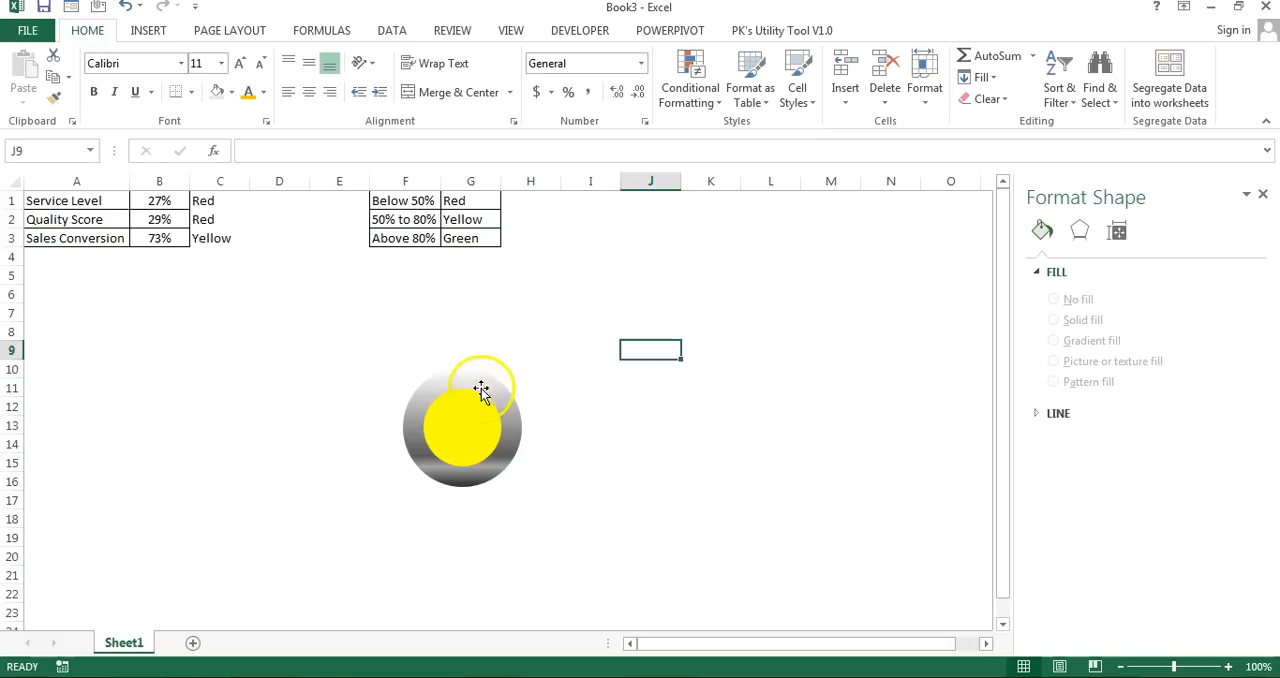 Book3 - Excel
?
FILE HOME INSERT PAGE LAYOUT FORMULAS DATA REVIEW VIEW DEVELOPER POWERPIVOT PK's Utility Tool V1.0 Sign in
Paste
Calibri 11
B I U A
Wrap Text
Merge & Center
General
$ % ,
Conditional Formatting
Format as Table
Cell Styles
Insert
Delete
Format
AutoSum
Fill
Clear
Sort & Filter
Find & Select
Segregate Data into worksheets
Clipboard Font Alignment Number Styles Cells Editing Segregate Data
J9 fx
A B C D E F G H I J K L M N O
1 Service Level 27% Red Below 50% Red
2 Quality Score 29% Red 50% to 80% Yellow
3 Sales Conversion 73% Yellow Above 80% Green
4
5
6
7
8
9
10
11
12
13
14
15
16
17
18
19
20
21
22
23
Format Shape
FILL
No fill
Solid fill
Gradient fill
Picture or texture fill
Pattern fill
LINE
Sheet1
READY 100%